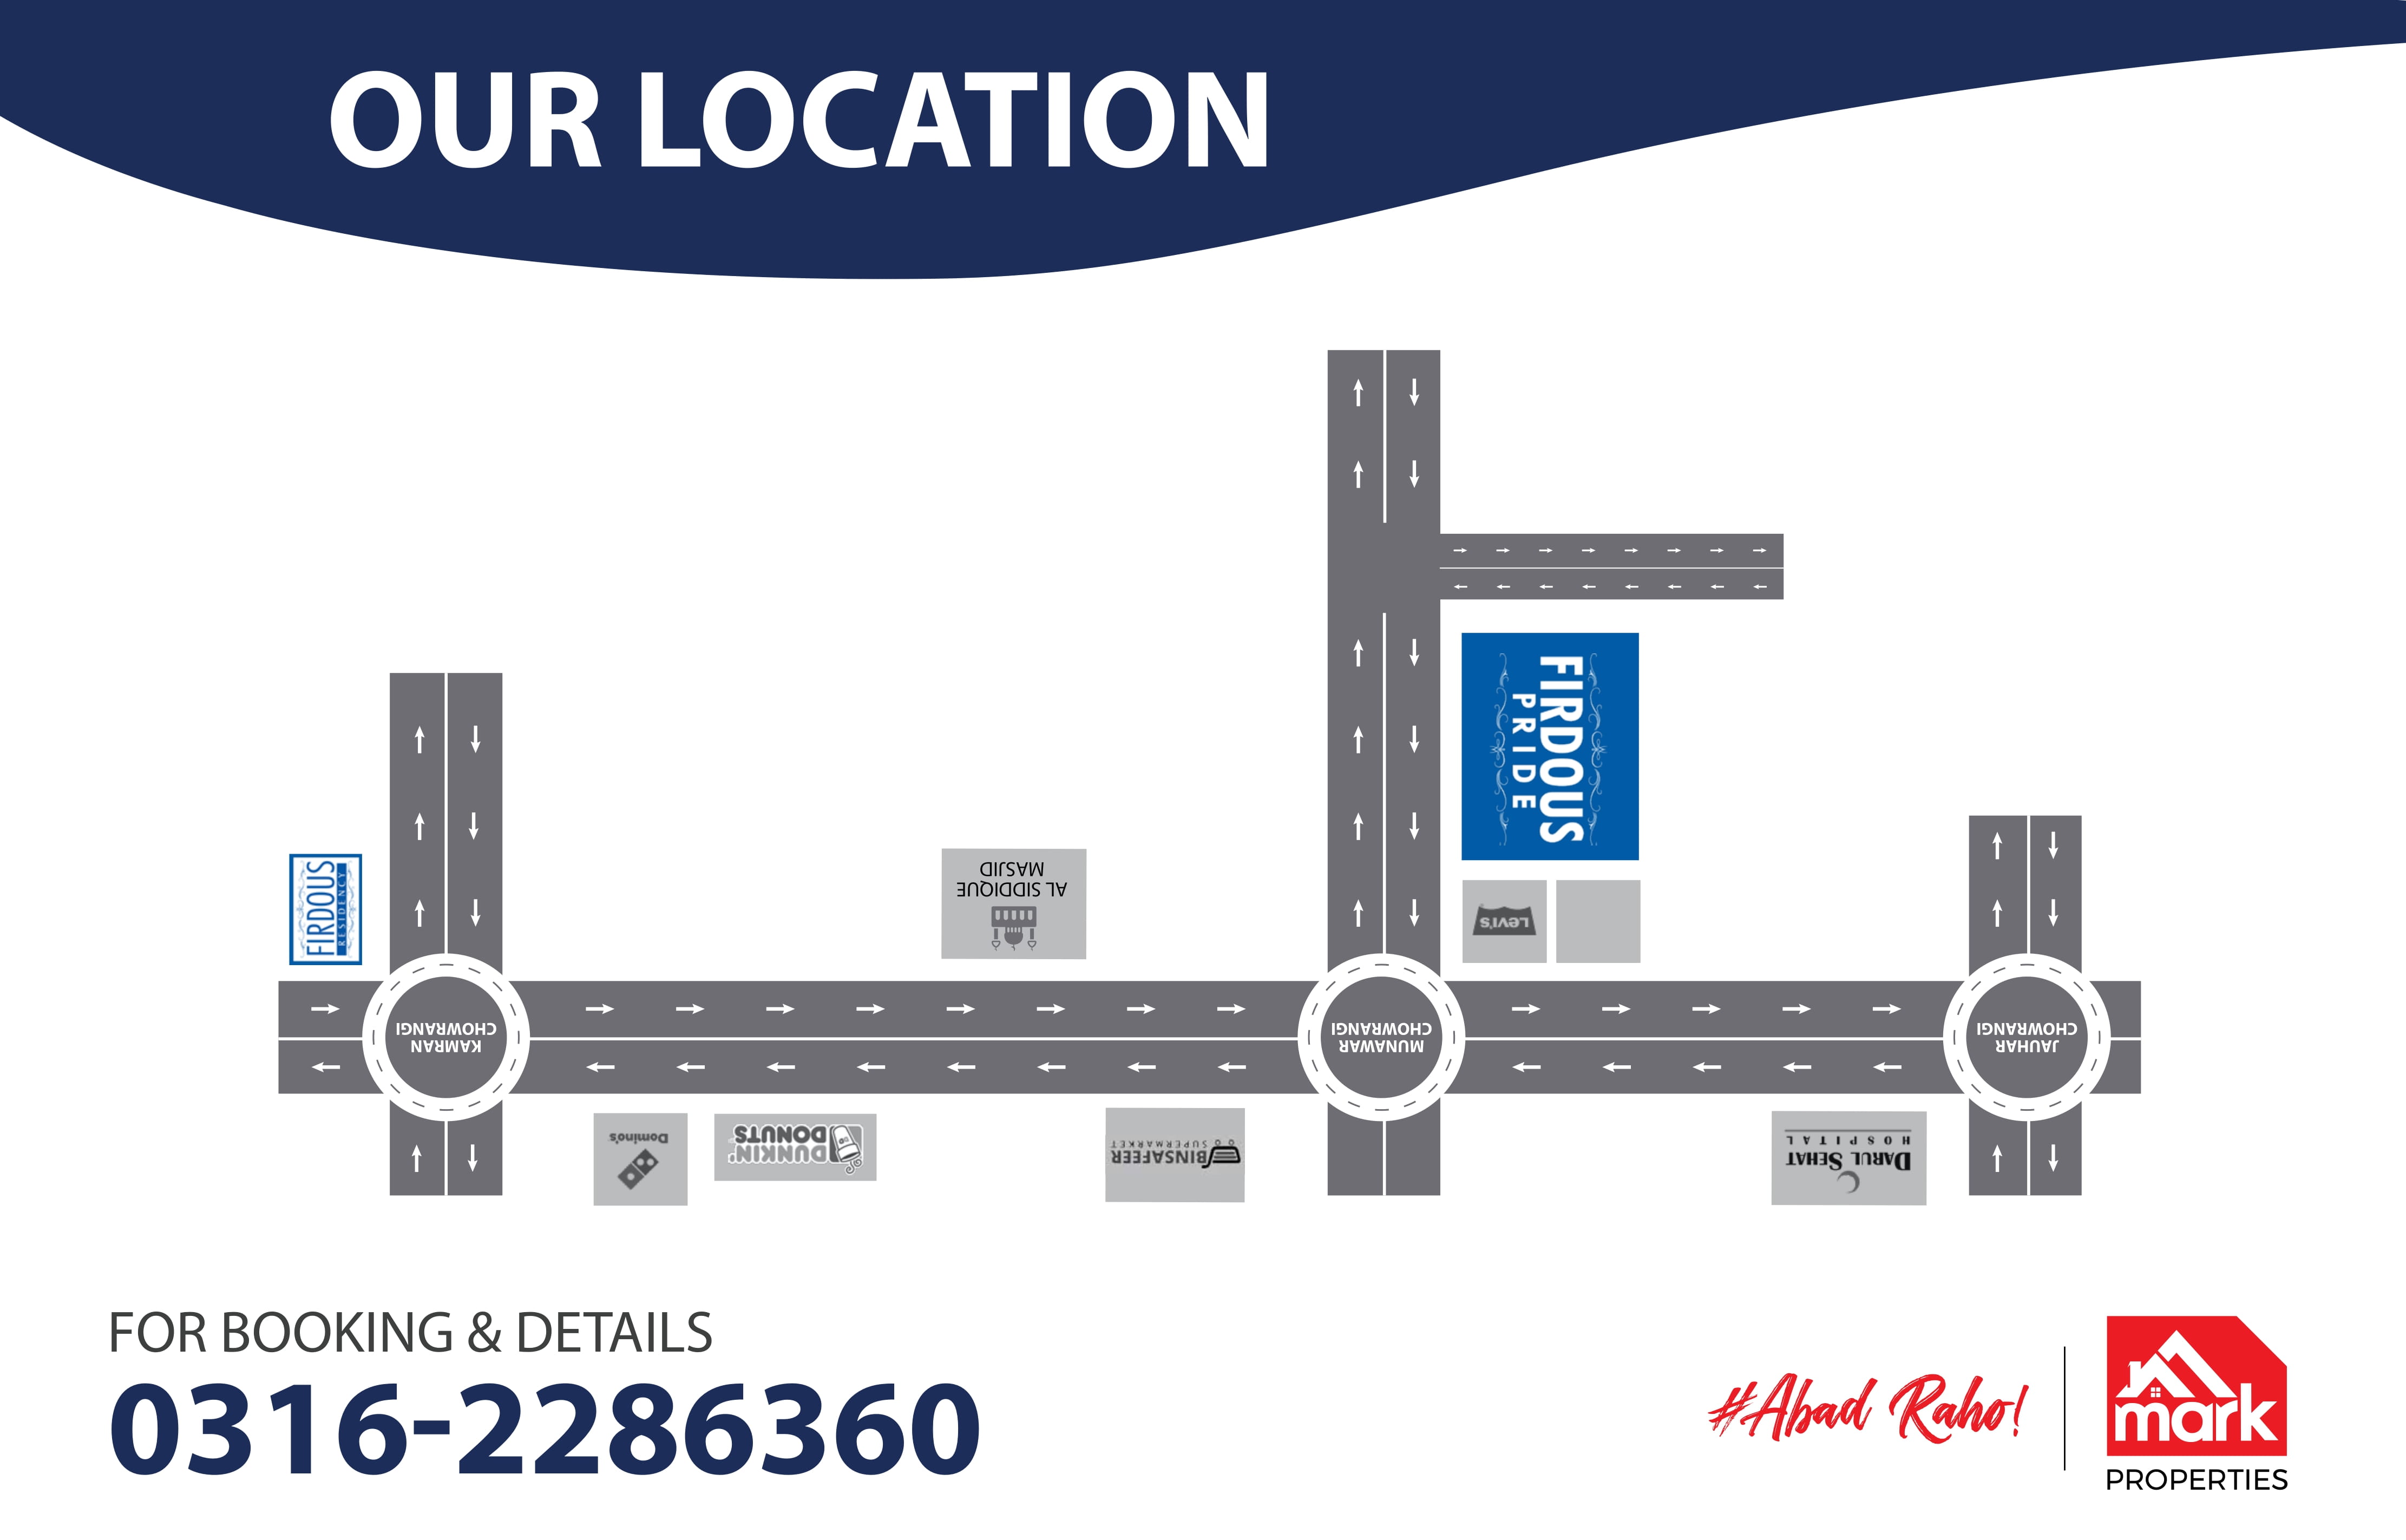 OUR LOCATION
FIRDOUS
PRIDE
FIRDOUS
RESIDENCY
AL SIDDIQUE
MASJID
LEVI'S
KAMRAN
CHOWRANGI
MUNAWAR
CHOWRANGI
JAUHAR
CHOWRANGI
Domino's
DUNKIN'
DONUTS
BINSAFEER
SUPERMARKET
DARUL SEHAT
HOSPITAL
FOR BOOKING & DETAILS
0316-2286360
#Abad Raho!
mark
PROPERTIES